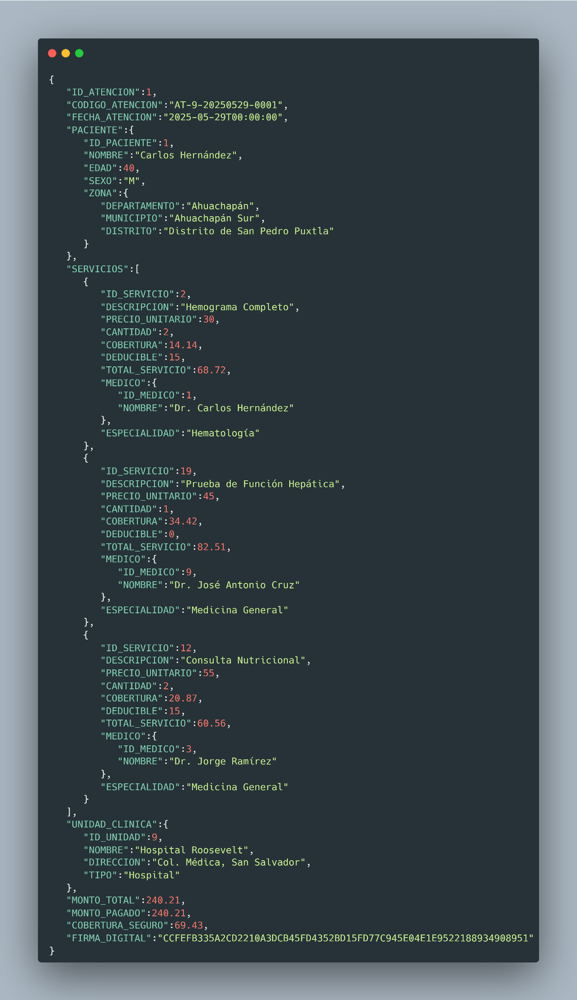 {
   "ID_ATENCION":1,
   "CODIGO_ATENCION":"AT-9-20250529-0001",
   "FECHA_ATENCION":"2025-05-29T00:00:00",
   "PACIENTE":{
      "ID_PACIENTE":1,
      "NOMBRE":"Carlos Hernández",
      "EDAD":40,
      "SEXO":"M",
      "ZONA":{
         "DEPARTAMENTO":"Ahuachapán",
         "MUNICIPIO":"Ahuachapán Sur",
         "DISTRITO":"Distrito de San Pedro Puxtla"
      }
   },
   "SERVICIOS":[
      {
         "ID_SERVICIO":2,
         "DESCRIPCION":"Hemograma Completo",
         "PRECIO_UNITARIO":30,
         "CANTIDAD":2,
         "COBERTURA":14.14,
         "DEDUCIBLE":15,
         "TOTAL_SERVICIO":68.72,
         "MEDICO":{
            "ID_MEDICO":1,
            "NOMBRE":"Dr. Carlos Hernández"
         },
         "ESPECIALIDAD":"Hematología"
      },
      {
         "ID_SERVICIO":19,
         "DESCRIPCION":"Prueba de Función Hepática",
         "PRECIO_UNITARIO":45,
         "CANTIDAD":1,
         "COBERTURA":34.42,
         "DEDUCIBLE":0,
         "TOTAL_SERVICIO":82.51,
         "MEDICO":{
            "ID_MEDICO":9,
            "NOMBRE":"Dr. José Antonio Cruz"
         },
         "ESPECIALIDAD":"Medicina General"
      },
      {
         "ID_SERVICIO":12,
         "DESCRIPCION":"Consulta Nutricional",
         "PRECIO_UNITARIO":55,
         "CANTIDAD":2,
         "COBERTURA":20.87,
         "DEDUCIBLE":15,
         "TOTAL_SERVICIO":60.56,
         "MEDICO":{
            "ID_MEDICO":3,
            "NOMBRE":"Dr. Jorge Ramírez"
         },
         "ESPECIALIDAD":"Medicina General"
      }
   ],
   "UNIDAD_CLINICA":{
      "ID_UNIDAD":9,
      "NOMBRE":"Hospital Roosevelt",
      "DIRECCION":"Col. Médica, San Salvador",
      "TIPO":"Hospital"
   },
   "MONTO_TOTAL":240.21,
   "MONTO_PAGADO":240.21,
   "COBERTURA_SEGURO":69.43,
   "FIRMA_DIGITAL":"CCFEFB335A2CD2210A3DCB45FD4352BD15FD77C945E04E1E9522188934908951"
}